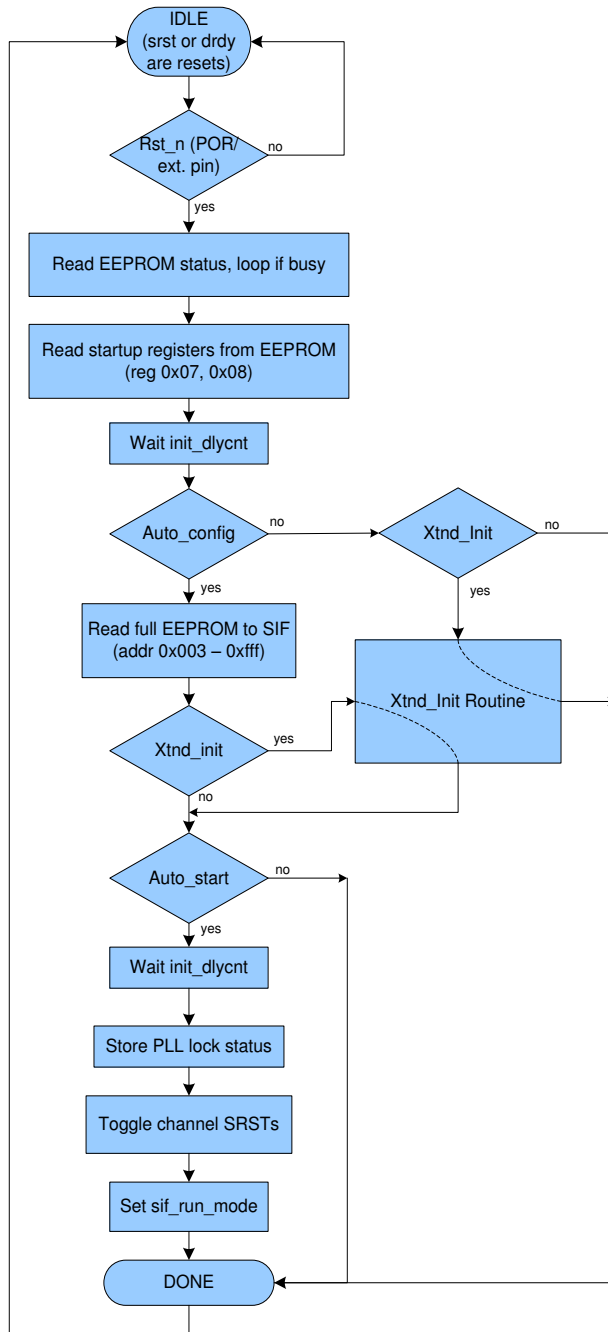 IDLE
(srst or drdy
are resets)
Rst_n (POR/
ext. pin)
no
yes
Read EEPROM status, loop if busy
Read startup registers from EEPROM
(reg 0x07, 0x08)
Wait init_dlycnt
Auto_config
no
Xtnd_Init
no
yes
yes
Read full EEPROM to SIF
(addr 0x003 – 0xfff)
Xtnd_Init Routine
Xtnd_init
yes
no
Auto_start
no
yes
Wait init_dlycnt
Store PLL lock status
Toggle channel SRSTs
Set sif_run_mode
DONE